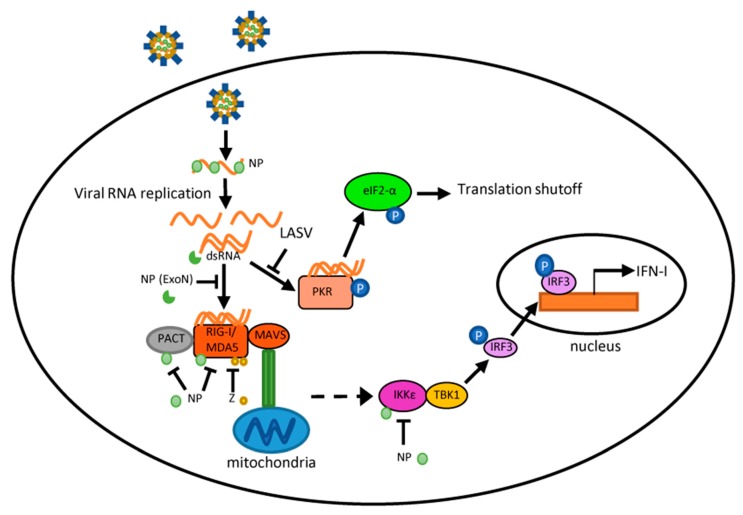 NP
Viral RNA replication
eIF2-α
P
Translation shutoff
LASV
dsRNA
NP (ExoN)
PKR
P
P
IRF3
IFN-I
nucleus
PACT
RIG-I/
MDA5
MAVS
P
IRF3
NP
Z
IKKε
TBK1
NP
mitochondria